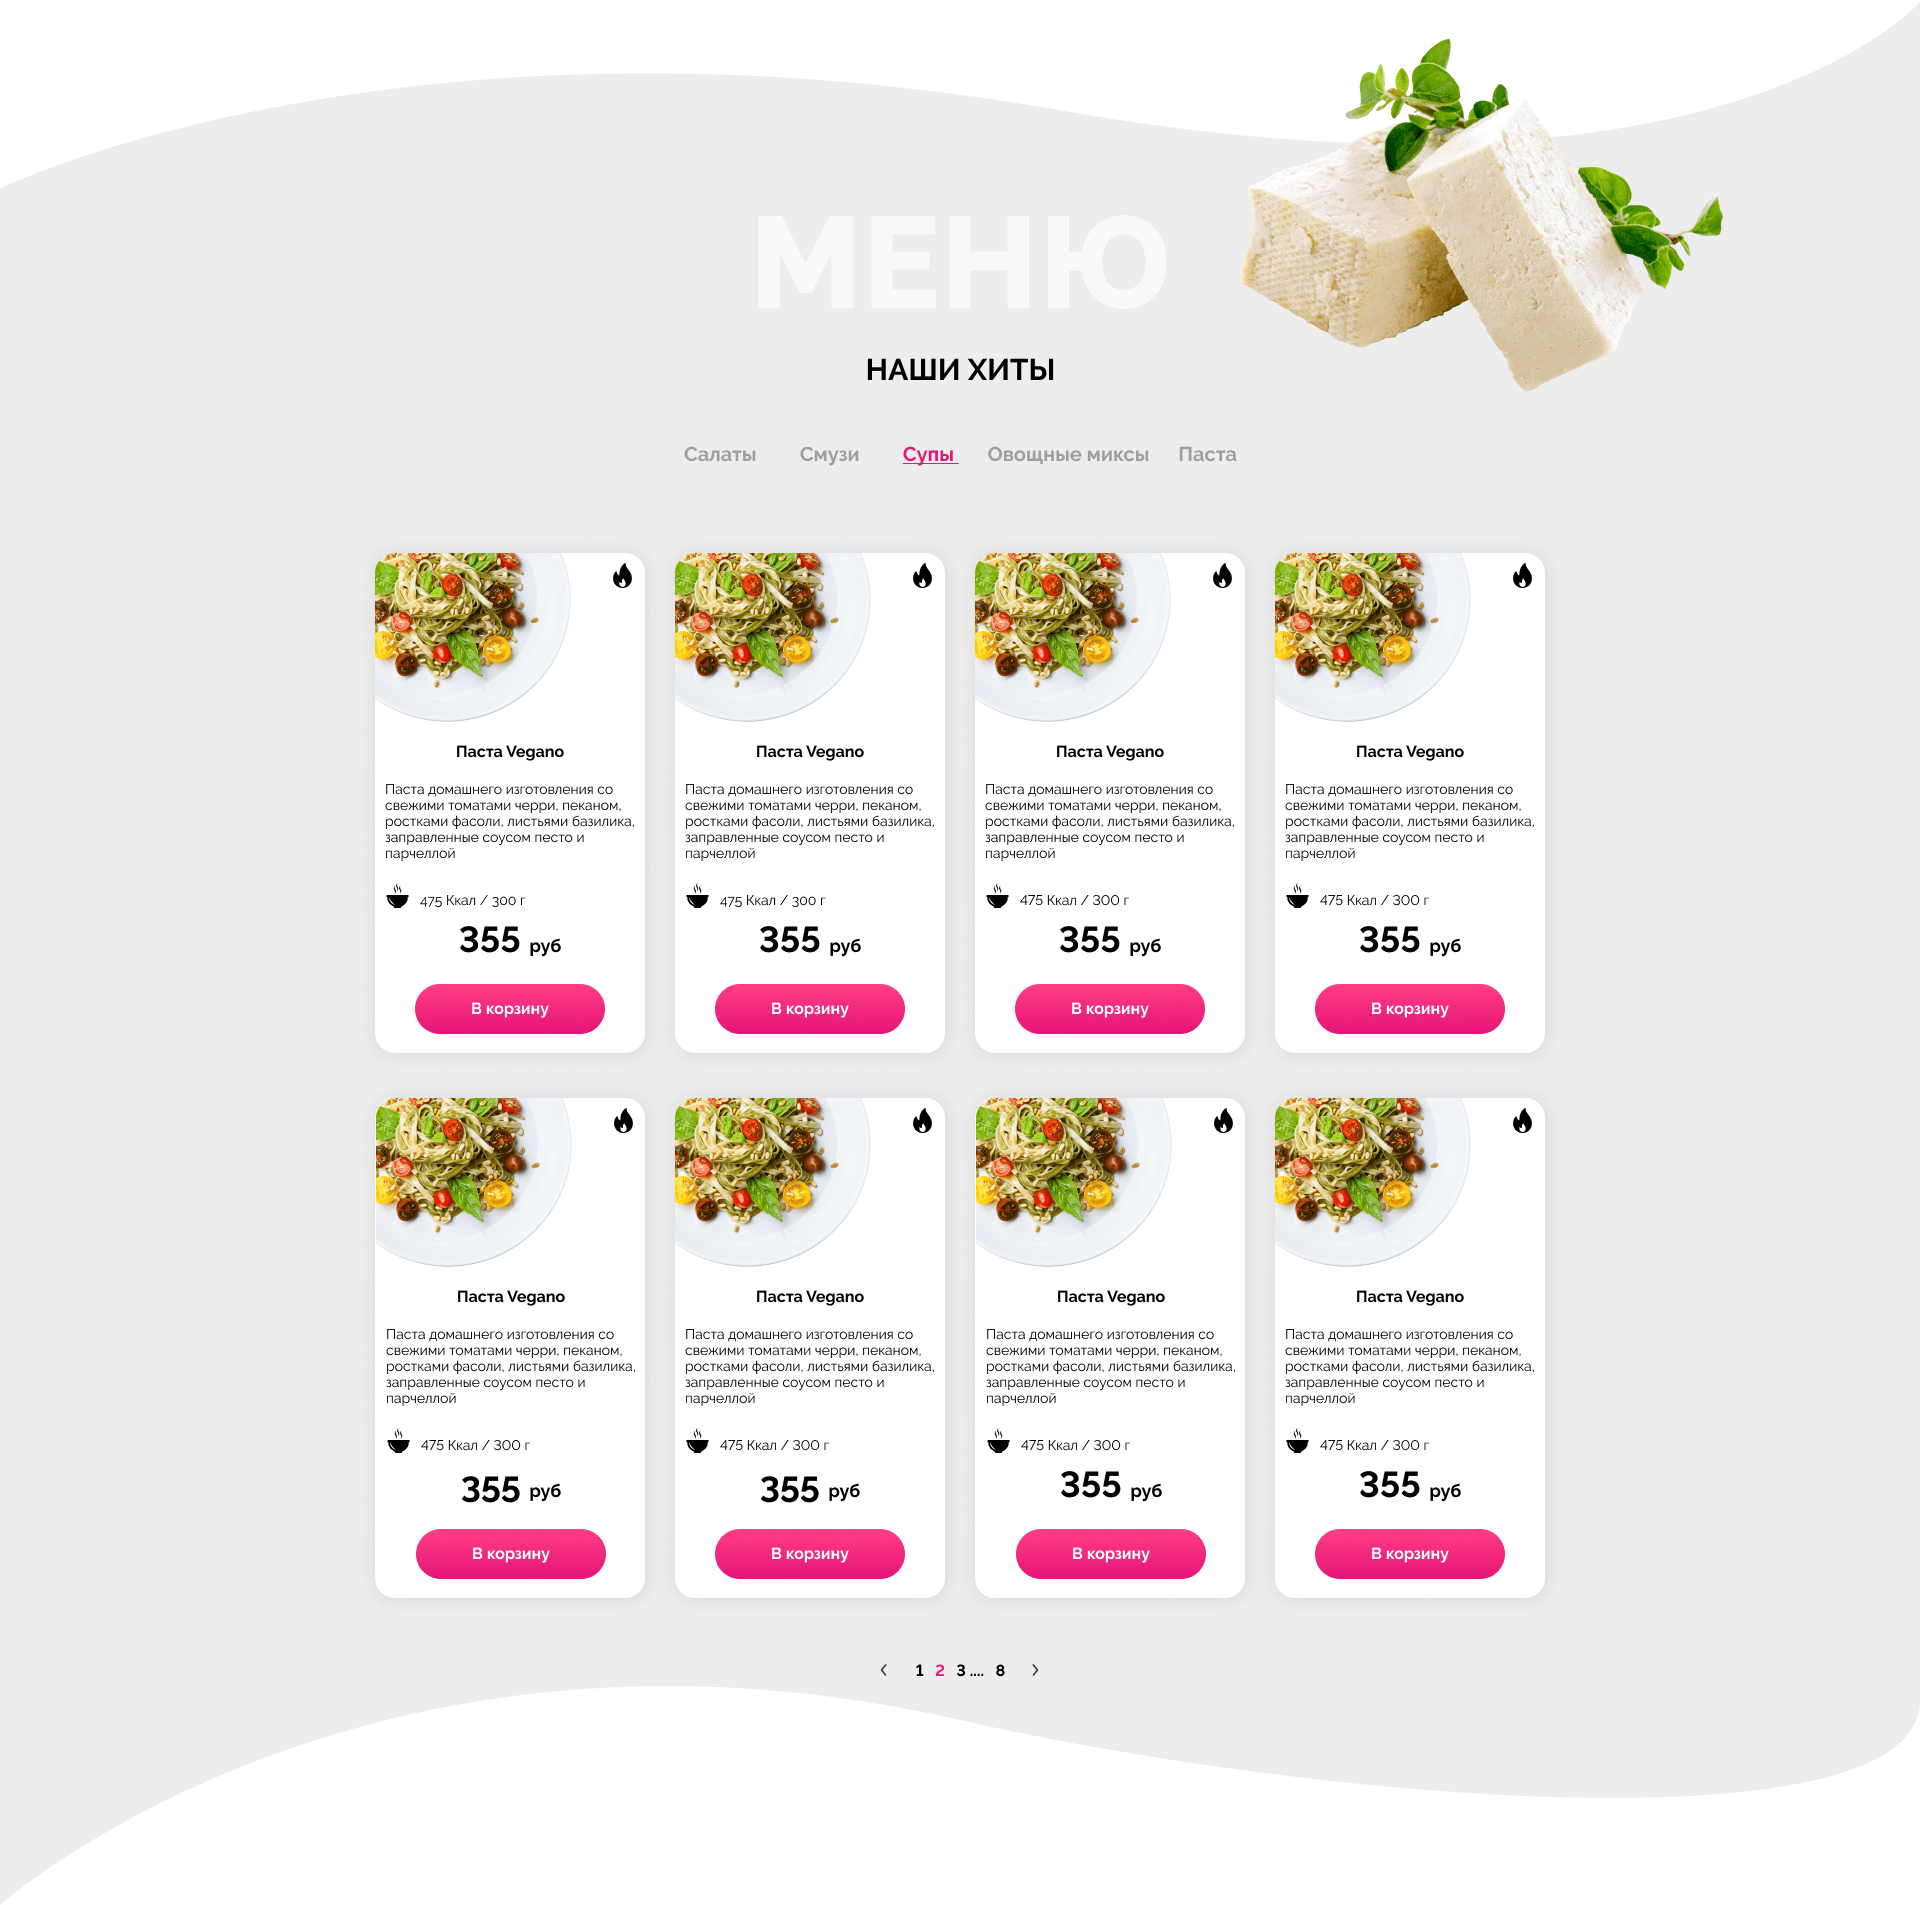 МЕНЮ
НАШИ ХИТЫ
Салаты Смузи Супы Овощные миксы Паста
Паста Vegano
Паста домашнего изготовления со
свежими томатами черри, пеканом,
ростками фасоли, листьями базилика,
заправленные соусом песто и
парчеллой
475 Ккал / 300 г
355 руб
В корзину
Паста Vegano
Паста домашнего изготовления со
свежими томатами черри, пеканом,
ростками фасоли, листьями базилика,
заправленные соусом песто и
парчеллой
475 Ккал / 300 г
355 руб
В корзину
Паста Vegano
Паста домашнего изготовления со
свежими томатами черри, пеканом,
ростками фасоли, листьями базилика,
заправленные соусом песто и
парчеллой
475 Ккал / 300 г
355 руб
В корзину
Паста Vegano
Паста домашнего изготовления со
свежими томатами черри, пеканом,
ростками фасоли, листьями базилика,
заправленные соусом песто и
парчеллой
475 Ккал / 300 г
355 руб
В корзину
Паста Vegano
Паста домашнего изготовления со
свежими томатами черри, пеканом,
ростками фасоли, листьями базилика,
заправленные соусом песто и
парчеллой
475 Ккал / 300 г
355 руб
В корзину
Паста Vegano
Паста домашнего изготовления со
свежими томатами черри, пеканом,
ростками фасоли, листьями базилика,
заправленные соусом песто и
парчеллой
475 Ккал / 300 г
355 руб
В корзину
Паста Vegano
Паста домашнего изготовления со
свежими томатами черри, пеканом,
ростками фасоли, листьями базилика,
заправленные соусом песто и
парчеллой
475 Ккал / 300 г
355 руб
В корзину
Паста Vegano
Паста домашнего изготовления со
свежими томатами черри, пеканом,
ростками фасоли, листьями базилика,
заправленные соусом песто и
парчеллой
475 Ккал / 300 г
355 руб
В корзину
1 2 3 .... 8